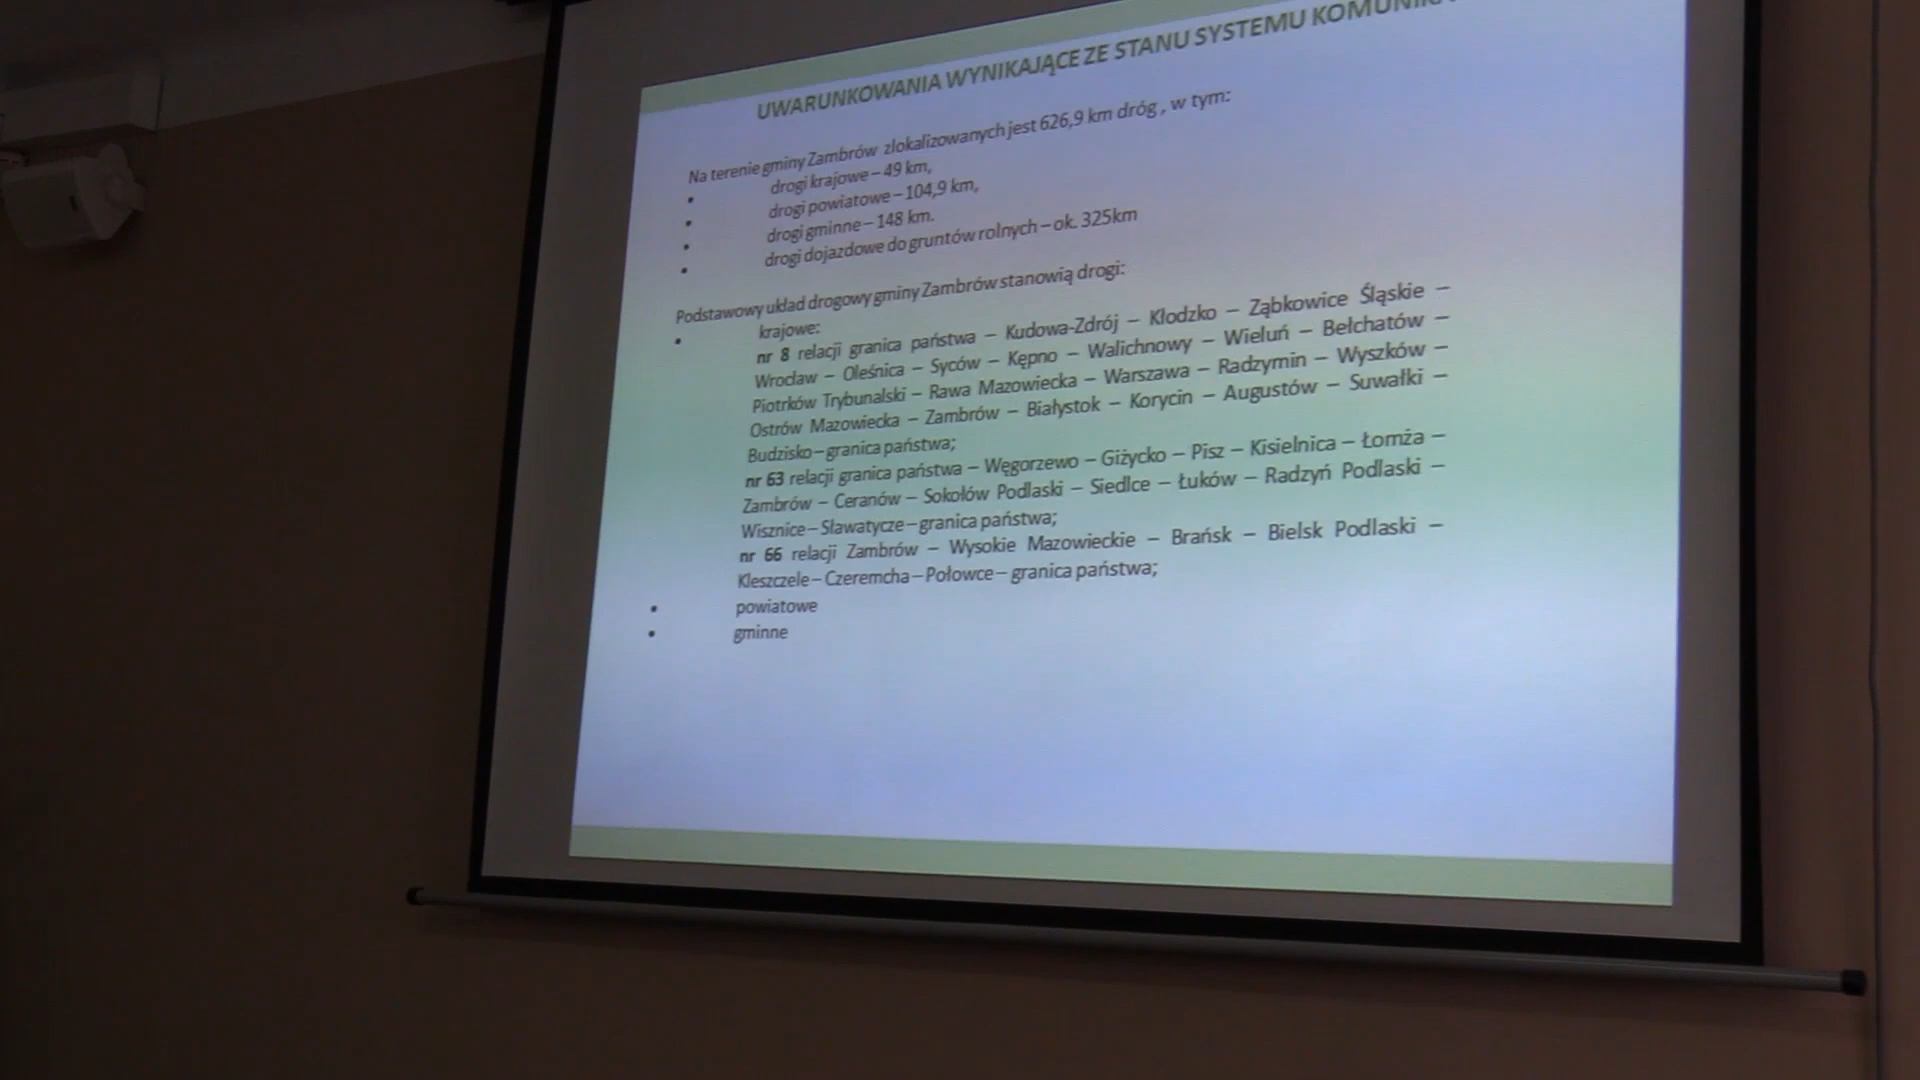 UWARUNKOWANIA WYNIKAJĄCE ZE STANU SYSTEMU
Na terenie gminy Zambrów zlokalizowanych jest 626,9 km dróg , w tym:
• drogi krajowe – 49 km,
• drogi powiatowe – 104,9 km,
• drogi gminne – 148 km.
• drogi dojazdowe do gruntów rolnych – ok. 325km
Podstawowy układ drogowy gminy Zambrów stanowią drogi:
• krajowe:
nr 8 relacji granica państwa – Kudowa-Zdrój – Kłodzko – Ząbkowice Śląskie –
Wrocław – Oleśnica – Syców – Kępno – Walichnowy – Wieluń – Bełchatów –
Piotrków Trybunalski – Rawa Mazowiecka – Warszawa – Radzymin – Wyszków –
Ostrów Mazowiecka – Zambrów – Białystok – Korycin – Augustów – Suwałki –
Budzisko – granica państwa;
nr 63 relacji granica państwa – Węgorzewo – Giżycko – Pisz – Kisielnica – Łomża –
Zambrów – Ceranów – Sokołów Podlaski – Siedlce – Łuków – Radzyń Podlaski –
Wisznice – Sławatycze – granica państwa;
nr 66 relacji Zambrów – Wysokie Mazowieckie – Brańsk – Bielsk Podlaski –
Kleszczele – Czeremcha – Połowce – granica państwa;
• powiatowe
• gminne